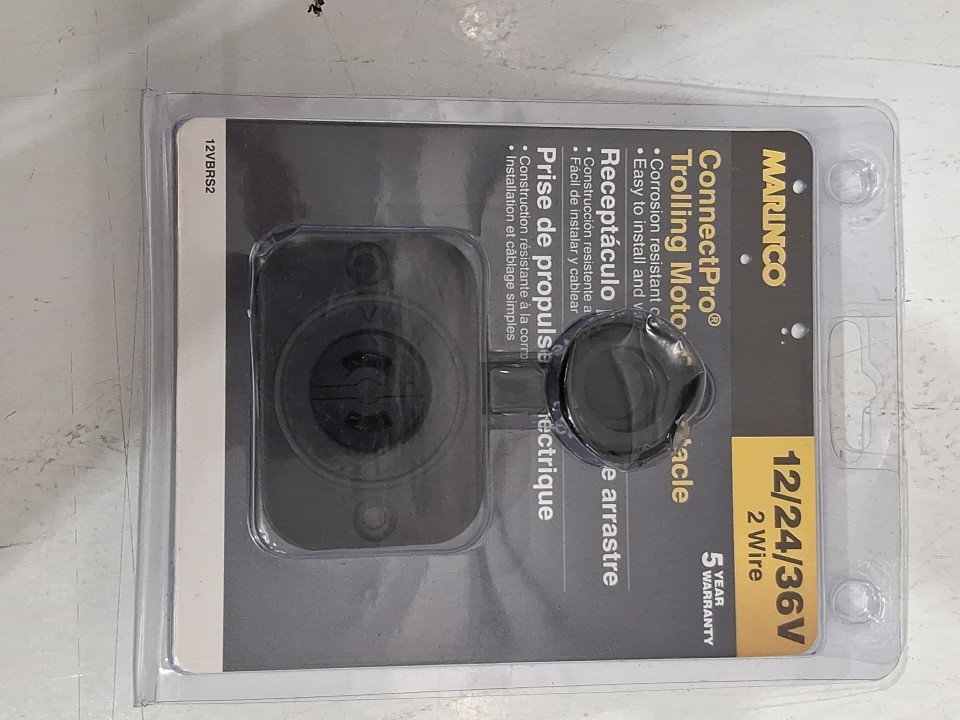 MARINCO
12/24/36V
2 Wire
ConnectPro®
Trolling Moto
• Corrosion resistant
• Easy to install and
5 YEAR
WARRANTY
Receptáculo e arrastre
• Construcción resistente a
• Fácil de instalar y cablear
Prise de propulse ectrique
• Construction résistante à la corro
• Installation et câblage simples
12VBRS2